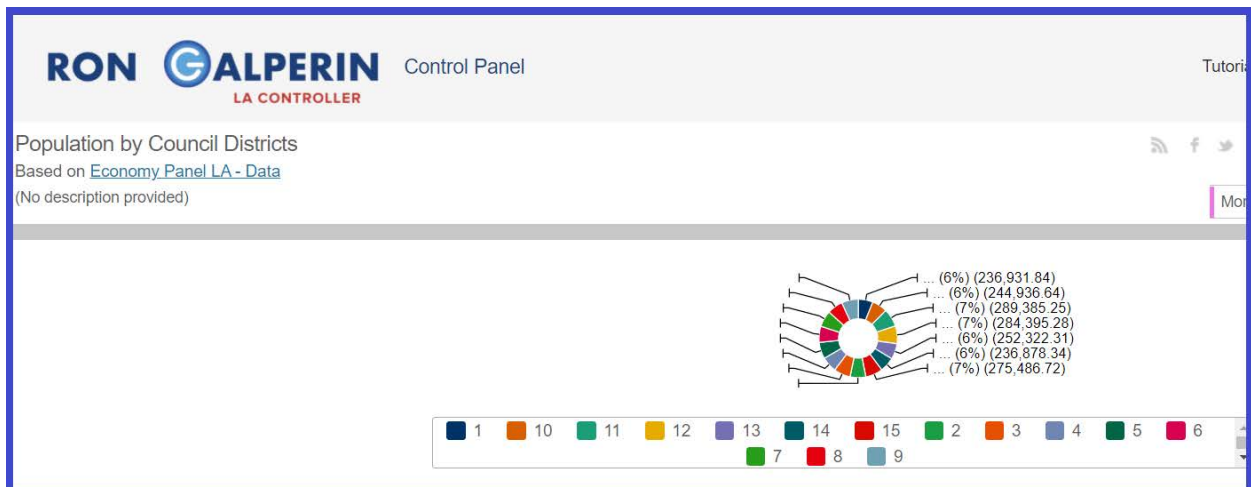 RON GALPERIN Control Panel Tutoria
LA CONTROLLER
Population by Council Districts
Based on Economy Panel LA - Data
(No description provided)
Mor
... (6%) (236,931.84)
... (6%) (244,936.64)
... (7%) (289,385.25)
... (7%) (284,395.28)
... (6%) (252,322.31)
... (6%) (236,878.34)
... (7%) (275,486.72)
1 10 11 12 13 14 15 2 3 4 5 6
7 8 9